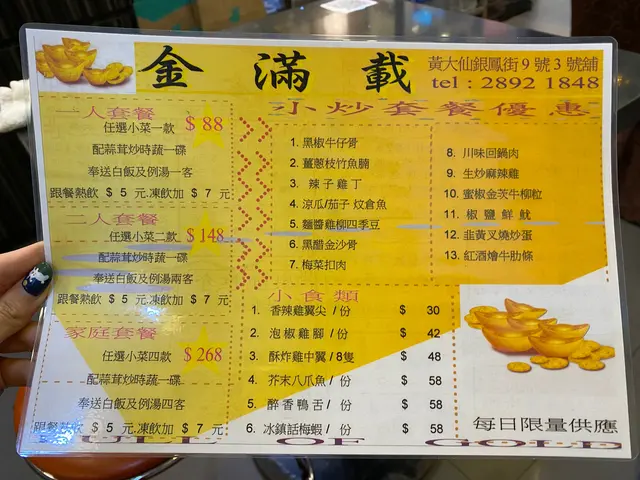 金滿載
黃大仙銀鳳街9號3號舖
tel : 2892 1848
小炒套餐優惠
一人套餐
任選小菜一款 $88
配蒜茸炒時蔬一碟
奉送白飯及例湯一客
跟餐熱飲 $ 5 元凍飲加 $ 7 元
二人套餐
任選小菜二款 $148
配蒜茸炒時蔬一碟
奉送白飯及例湯兩客
跟餐熱飲 $ 5 元.凍飲加 $ 7 元
家庭套餐
任選小菜四款 $268
配蒜茸炒時蔬一碟
奉送白飯及例湯四客
跟餐熱飲 $ 5 元.凍飲加 $ 7 元
1. 黑椒牛仔骨
2. 薑蔥枝竹魚腩
3. 辣子雞丁
4. 涼瓜/茄子炆倉魚
5. 麵醬雞柳四季豆
6. 黑醋金沙骨
7. 梅菜扣肉
8. 川味回鍋肉
9. 生炒麻辣雞
10. 蜜椒金茨牛柳粒
11. 椒鹽鮮魷
12. 韭黃叉燒炒蛋
13. 紅酒燴牛肋條
小食類
1. 香辣雞翼尖/份 $ 30
2. 泡椒雞腳/份 $ 42
3. 酥炸雞中翼/8隻 $ 48
4. 芥末八爪魚/份 $ 58
5. 醉香鴨舌/份 $ 58
6. 冰鎮話梅蝦/份 $ 58
每日限量供應
FULL OF GOLD